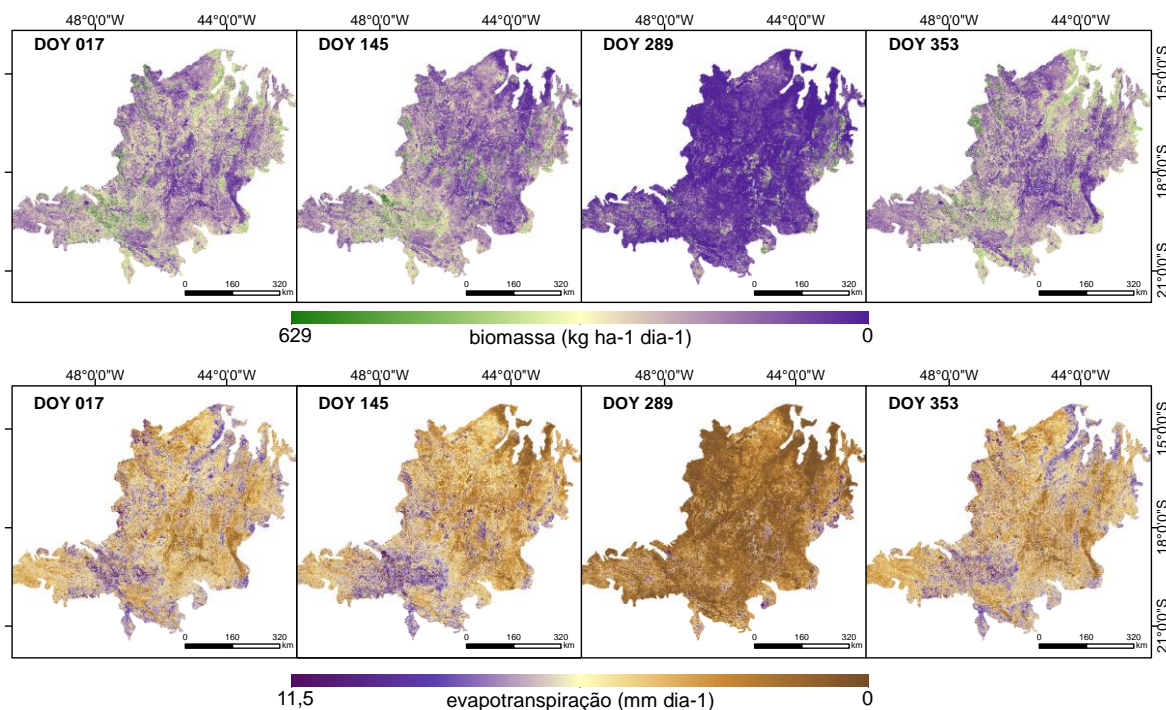 48°0'0"W 44°0'0"W 48°0'0"W 44°0'0"W 48°0'0"W 44°0'0"W 48°0'0"W 44°0'0"W
DOY 017 DOY 145 DOY 289 DOY 353
15°0'0"S
18°0'0"S
21°0'0"S
0 160 320 km 0 160 320 km 0 160 320 km 0 160 320 km
629 biomassa (kg ha-1 dia-1) 0
48°0'0"W 44°0'0"W 48°0'0"W 44°0'0"W 48°0'0"W 44°0'0"W 48°0'0"W 44°0'0"W
DOY 017 DOY 145 DOY 289 DOY 353
15°0'0"S
18°0'0"S
21°0'0"S
0 160 320 km 0 160 320 km 0 160 320 km 0 160 320 km
11,5 evapotranspiração (mm dia-1) 0